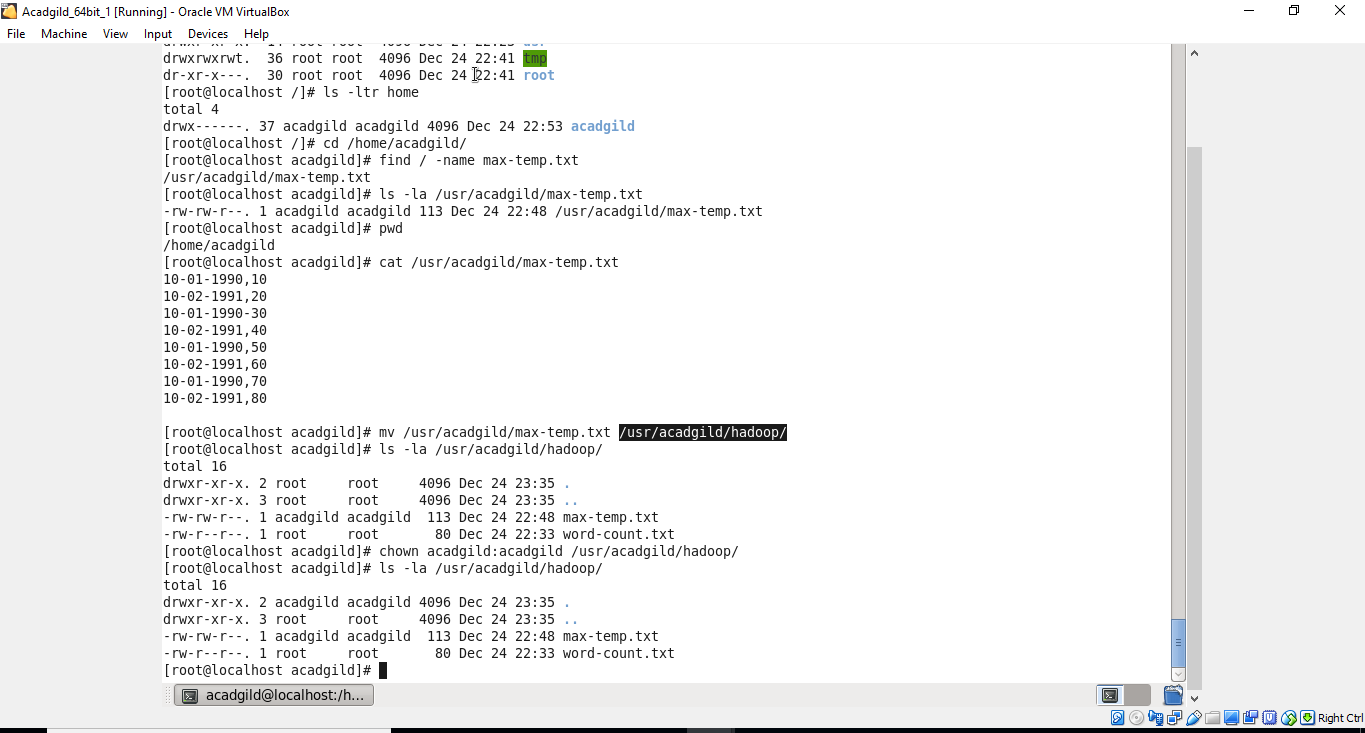 Acadgild_64bit_1 [Running] - Oracle VM VirtualBox
File Machine View Input Devices Help
drwxr-xr-x. 14 root root 4096 Dec 24 22:23 usr
drwxrwxrwt. 36 root root 4096 Dec 24 22:41 tmp
dr-xr-x---. 30 root root 4096 Dec 24 22:41 root
[root@localhost /]# ls -ltr home
total 4
drwx------. 37 acadgild acadgild 4096 Dec 24 22:53 acadgild
[root@localhost /]# cd /home/acadgild/
[root@localhost acadgild]# find / -name max-temp.txt
/usr/acadgild/max-temp.txt
[root@localhost acadgild]# ls -la /usr/acadgild/max-temp.txt
-rw-rw-r--. 1 acadgild acadgild 113 Dec 24 22:48 /usr/acadgild/max-temp.txt
[root@localhost acadgild]# pwd
/home/acadgild
[root@localhost acadgild]# cat /usr/acadgild/max-temp.txt
10-01-1990,10
10-02-1991,20
10-01-1990-30
10-02-1991,40
10-01-1990,50
10-02-1991,60
10-01-1990,70
10-02-1991,80
[root@localhost acadgild]# mv /usr/acadgild/max-temp.txt /usr/acadgild/hadoop/
[root@localhost acadgild]# ls -la /usr/acadgild/hadoop/
total 16
drwxr-xr-x. 2 root root 4096 Dec 24 23:35 .
drwxr-xr-x. 3 root root 4096 Dec 24 23:35 ..
-rw-rw-r--. 1 acadgild acadgild 113 Dec 24 22:48 max-temp.txt
-rw-r--r--. 1 root root 80 Dec 24 22:33 word-count.txt
[root@localhost acadgild]# chown acadgild:acadgild /usr/acadgild/hadoop/
[root@localhost acadgild]# ls -la /usr/acadgild/hadoop/
total 16
drwxr-xr-x. 2 acadgild acadgild 4096 Dec 24 23:35 .
drwxr-xr-x. 3 root root 4096 Dec 24 23:35 ..
-rw-rw-r--. 1 acadgild acadgild 113 Dec 24 22:48 max-temp.txt
-rw-r--r--. 1 root root 80 Dec 24 22:33 word-count.txt
[root@localhost acadgild]#
acadgild@localhost:/h...
Right Ctrl